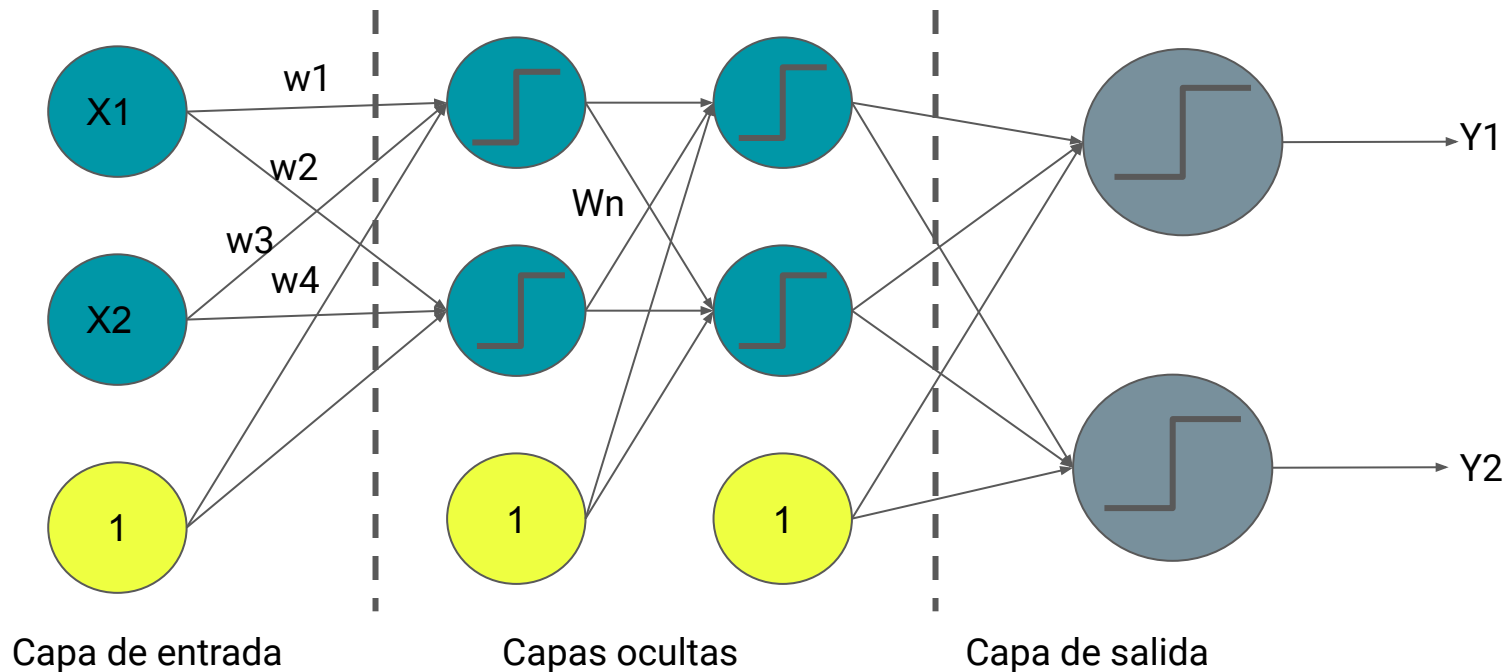 w1
X1
Y1
w2
Wn
w3
w4
X2
Y2
1
1
1
Capa de entrada
Capas ocultas
Capa de salida